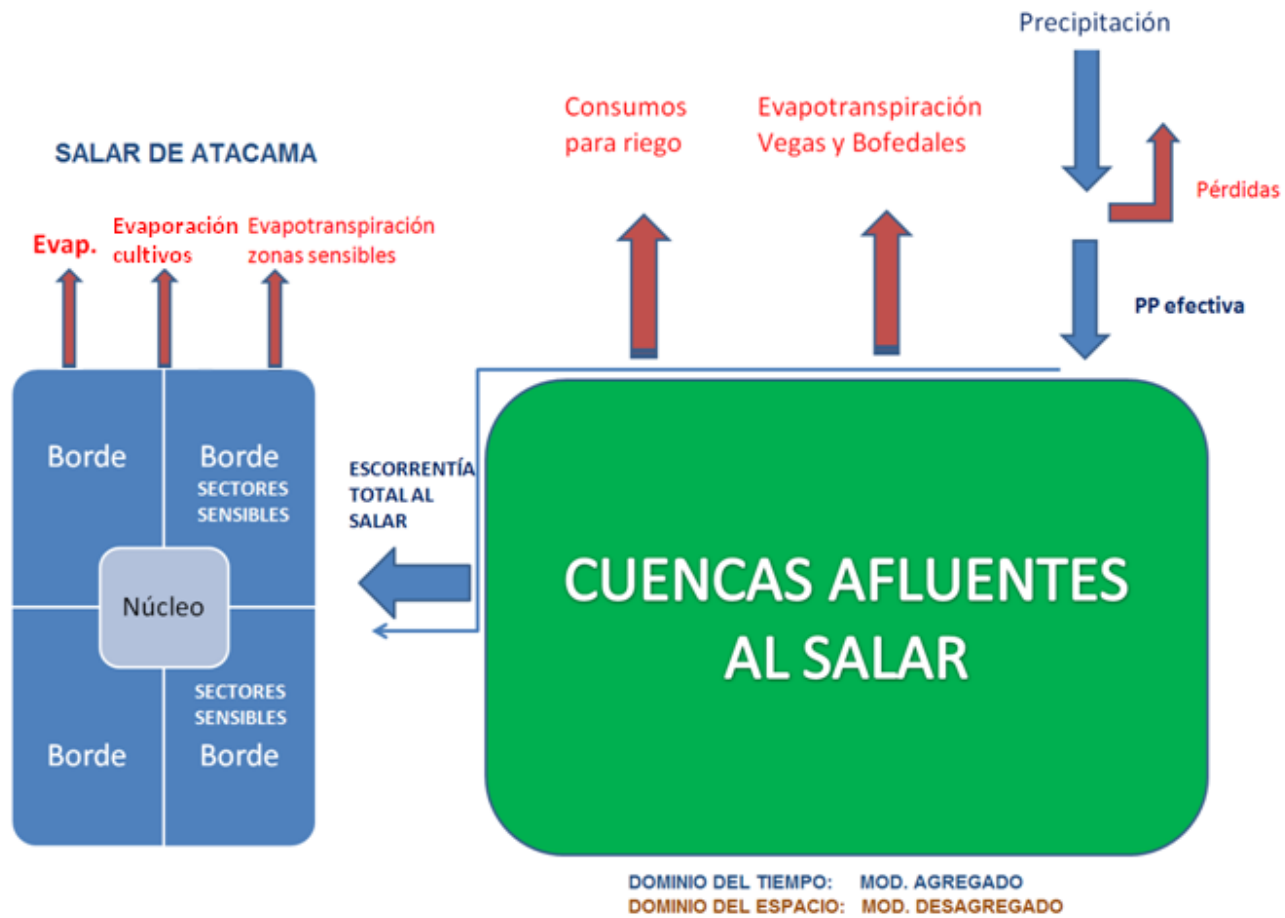 Precipitación
Consumos
para riego
Evapotranspiración
Vegas y Bofedales
Pérdidas
PP efectiva
SALAR DE ATACAMA
Evap.
Evaporación
cultivos
Evapotranspiración
zonas sensibles
Borde
Borde
SECTORES
SENSIBLES
Núcleo
SECTORES
SENSIBLES
Borde
Borde
ESCORRENTÍA
TOTAL AL
SALAR
CUENCAS AFLUENTES
AL SALAR
DOMINIO DEL TIEMPO: MOD. AGREGADO
DOMINIO DEL ESPACIO: MOD. DESAGREGADO